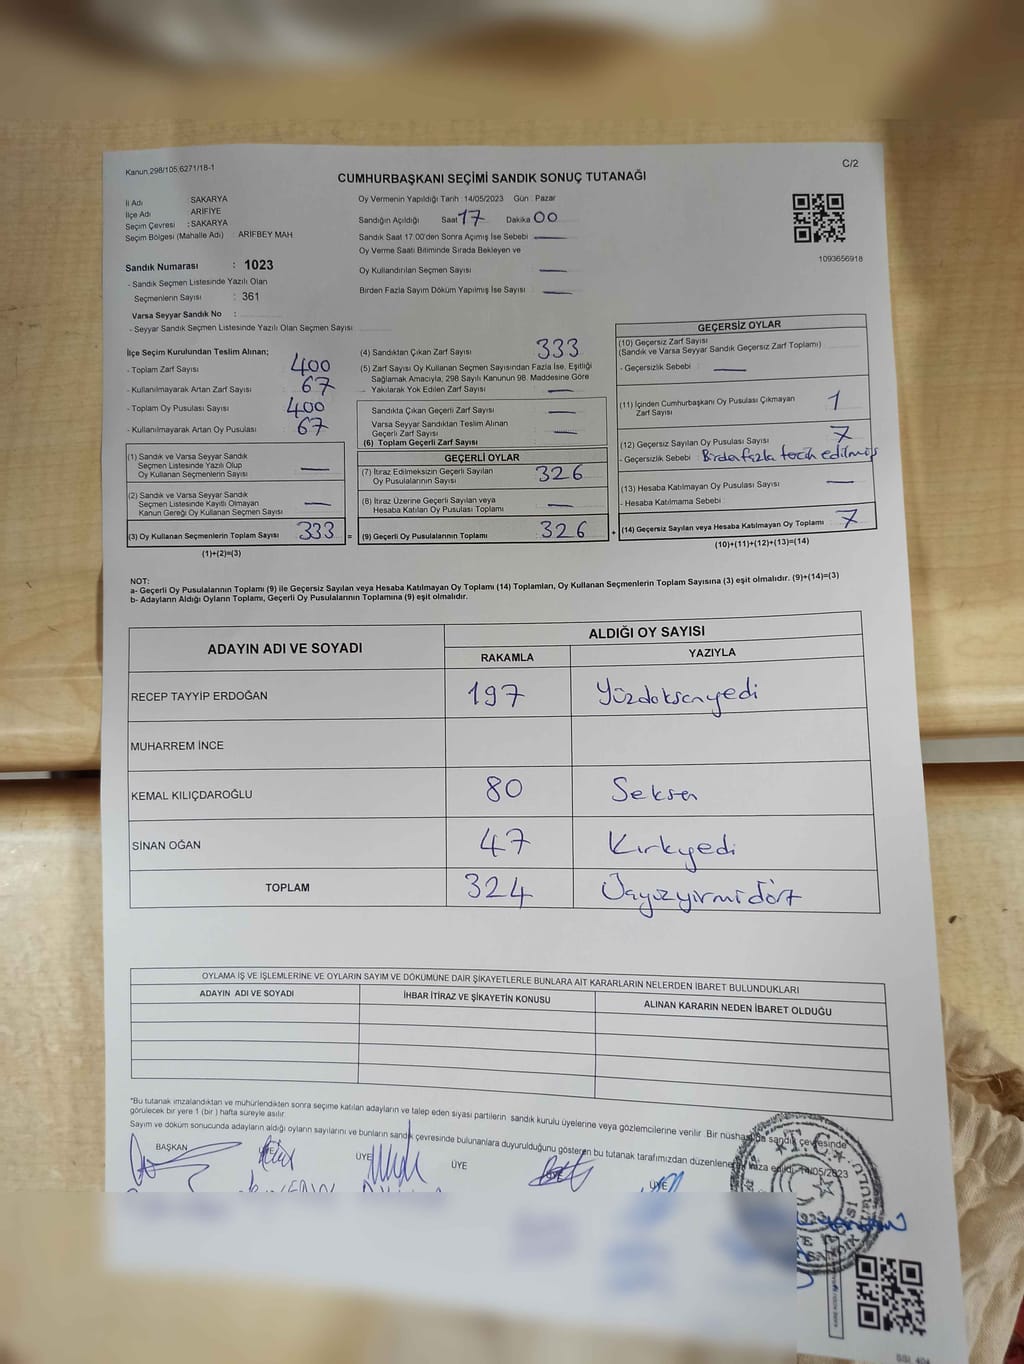 Kanun 298/105,6271/18-1
C/2
CUMHURBAŞKANI SEÇİMİ SANDIK SONUÇ TUTANAĞI
İl Adı : SAKARYA
İlçe Adı ARİFİYE
Seçim Çevresi : SAKARYA
Seçim Bölgesi (Mahalle Adı) : ARİFBEY MAH
Sandık Numarası : 1023
- Sandık Seçmen Listesinde Yazılı Olan
Seçmenlerin Sayısı : 361
Varsa Seyyar Sandık No :
- Seyyar Sandık Seçmen Listesinde Yazılı Olan Seçmen Sayısı
Oy Vermenin Yapıldığı Tarih : 14/05/2023 Gün : Pazar
Sandığın Açıldığı Saat 17 Dakika 00
Sandık Saat 17.00'den Sonra Açımış İse Sebebi —
Oy Verme Saati Bitiminde Sırada Bekleyen ve
Oy Kullandırılan Seçmen Sayısı —
Birden Fazla Sayım Döküm Yapılmış İse Sayısı —
1093656918
İlçe Seçim Kurulundan Teslim Alınan;
- Toplam Zarf Sayısı 400
- Kullanılmayarak Artan Zarf Sayısı : 67
- Toplam Oy Pusulası Sayısı 400
- Kullanılmayarak Artan Oy Pusulası : 67
(1) Sandık ve Varsa Seyyar Sandık
Seçmen Listesinde Yazılı Olup
Oy Kullanan Seçmenlerin Sayısı —
(2) Sandık ve Varsa Seyyar Sandık
Seçmen Listesinde Kayıtlı Olmayan
Kanun Gereği Oy Kullanan Seçmen Sayısı —
(3) Oy Kullanan Seçmenlerin Toplam Sayısı 333 =
(1)+(2)=(3)
(4) Sandıktan Çıkan Zarf Sayısı 333
(5) Zarf Sayısı Oy Kullanan Seçmen Sayısından Fazla İse, Eşitliği
Sağlamak Amacıyla, 298 Sayılı Kanunun 98. Maddesine Göre
Yakılarak Yok Edilen Zarf Sayısı —
Sandıkta Çıkan Geçerli Zarf Sayısı —
Varsa Seyyar Sandıktan Teslim Alınan
Geçerli Zarf Sayısı —
(6) Toplam Geçerli Zarf Sayısı
GEÇERLİ OYLAR
(7) İtiraz Edilmeksizin Geçerli Sayılan
Oy Pusulalarının Sayısı 326
(8) İtiraz Üzerine Geçerli Sayılan veya
Hesaba Katılan Oy Pusulası Toplamı —
(9) Geçerli Oy Pusulalarının Toplamı 326 +
GEÇERSİZ OYLAR
(10) Geçersiz Zarf Sayısı
(Sandık ve Varsa Seyyar Sandık Geçersiz Zarf Toplamı)
- Geçersizlik Sebebi : —
(11) İçinden Cumhurbaşkanı Oy Pusulası Çıkmayan
Zarf Sayısı 1
(12) Geçersiz Sayılan Oy Pusulası Sayısı 7
- Geçersizlik Sebebi : Birden fazla tercih edilmiş
(13) Hesaba Katılmayan Oy Pusulası Sayısı —
- Hesaba Katılmama Sebebi
(14) Geçersiz Sayılan veya Hesaba Katılmayan Oy Toplamı 7
(10)+(11)+(12)+(13)=(14)
NOT:
a- Geçerli Oy Pusulalarının Toplamı (9) ile Geçersiz Sayılan veya Hesaba Katılmayan Oy Toplamı (14) Toplamları, Oy Kullanan Seçmenlerin Toplam Sayısına (3) eşit olmalıdır. (9)+(14)=(3)
b- Adayların Aldığı Oyların Toplamı, Geçerli Oy Pusulalarının Toplamına (9) eşit olmalıdır.
ADAYIN ADI VE SOYADI ALDIĞI OY SAYISI
RAKAMLA YAZIYLA
RECEP TAYYİP ERDOĞAN 197 Yüzdoksanyedi
MUHARREM İNCE
KEMAL KILIÇDAROĞLU 80 Seksen
SİNAN OĞAN 47 Kırkyedi
TOPLAM 324 Üçyüzyirmidört
OYLAMA İŞ VE İŞLEMLERİNE VE OYLARIN SAYIM VE DÖKÜMÜNE DAİR ŞİKAYETLERLE BUNLARA AİT KARARLARIN NELERDEN İBARET BULUNDUKLARI
ADAYIN ADI VE SOYADI İHBAR İTİRAZ VE ŞİKAYETİN KONUSU ALINAN KARARIN NEDEN İBARET OLDUĞU
*Bu tutanak imzalandıktan ve mühürlendikten sonra seçime katılan adayların ve talep eden siyasi partilerin sandık kurulu üyelerine veya gözlemcilerine verilir. Bir nüshası da sandık çevresinde
görülecek bir yere 1 (bir) hafta süreyle asılır.
Sayım ve döküm sonucunda adayların aldığı oyların sayılarını ve bunların sandık çevresinde bulunanlara duyurulduğunu gösteren bu tutanak tarafımızdan düzenlenerek imza edildi. 14/05/2023
BAŞKAN ÜYE ÜYE ÜYE ÜYE ÜYE
T.C.